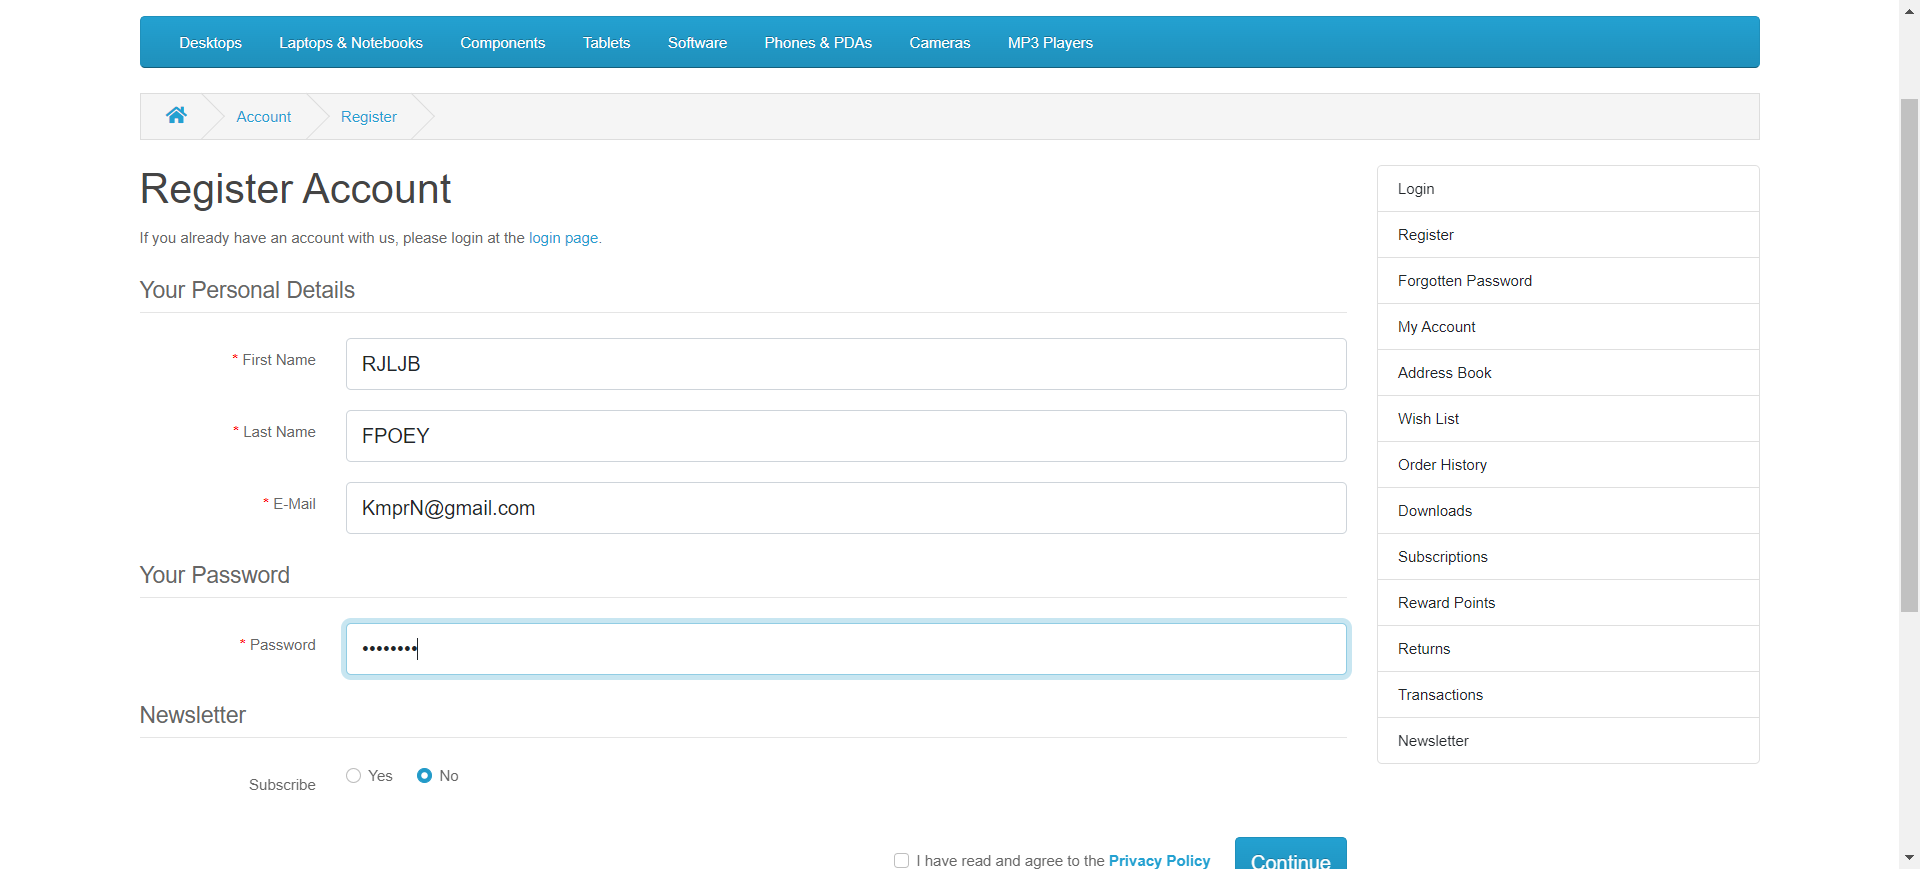 Desktops Laptops & Notebooks Components Tablets Software Phones & PDAs Cameras MP3 Players
Account Register
Register Account
If you already have an account with us, please login at the login page.
Your Personal Details
* First Name RJLJB
* Last Name FPOEY
* E-Mail KmprN@gmail.com
Your Password
* Password ••••••••
Newsletter
Subscribe Yes No
I have read and agree to the Privacy Policy Continue
Login
Register
Forgotten Password
My Account
Address Book
Wish List
Order History
Downloads
Subscriptions
Reward Points
Returns
Transactions
Newsletter